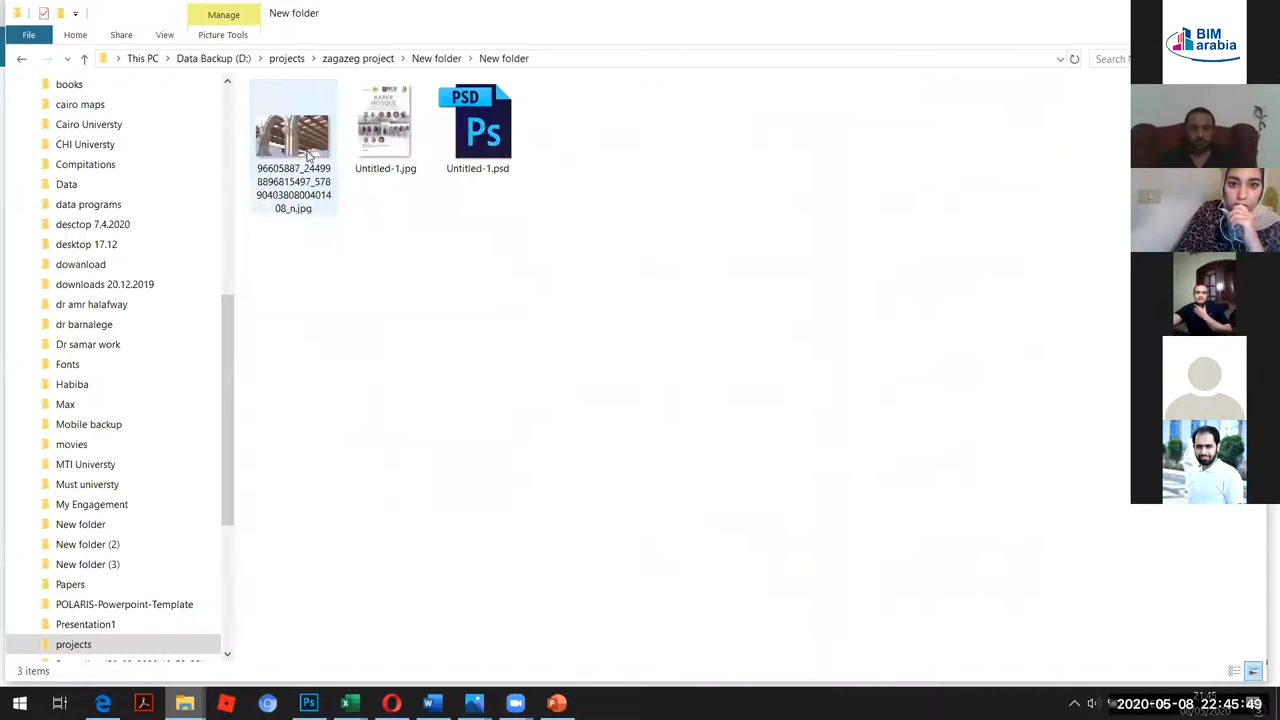 Manage
New folder
File
Home
Share
View
Picture Tools
This PC
Data Backup (D:)
projects
zagazeg project
New folder
New folder
Search
books
cairo maps
Cairo Universty
CHI Universty
Compitations
Data
data programs
desctop 7.4.2020
desktop 17.12
dowanload
downloads 20.12.2019
dr amr halafway
dr barnalege
Dr samar work
Fonts
Habiba
Max
Mobile backup
movies
MTI Universty
Must universty
My Engagement
New folder
New folder (2)
New folder (3)
Papers
POLARIS-Powerpoint-Template
Presentation1
projects
96605887_24499
8896815497_578
90403808004014
08_n.jpg
KARKE
MOSQUE
Untitled-1.jpg
PSD
Ps
Untitled-1.psd
BIM
arabia
3 items
21:45
2020-05-08 22:45:49